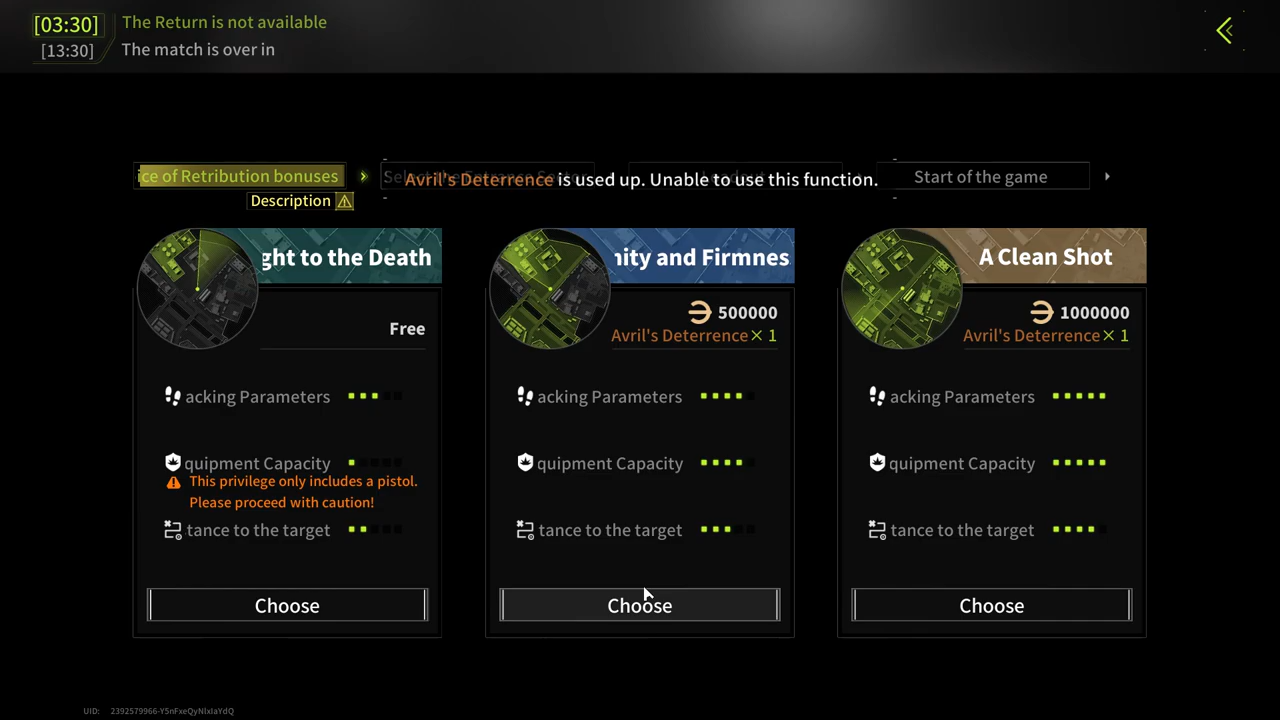 [03:30] The Return is not available
[13:30] The match is over in
ice of Retribution bonuses
Start of the game
Avril's Deterrence is used up. Unable to use this function.
Description
ght to the Death
nity and Firmnes
A Clean Shot
Free
500000
Avril's Deterrence × 1
1000000
Avril's Deterrence × 1
acking Parameters
acking Parameters
acking Parameters
quipment Capacity
quipment Capacity
quipment Capacity
This privilege only includes a pistol.
Please proceed with caution!
tance to the target
tance to the target
tance to the target
Choose
Choose
Choose
UID: 2392579966-Y5nFxeQyNlxIaYdQ